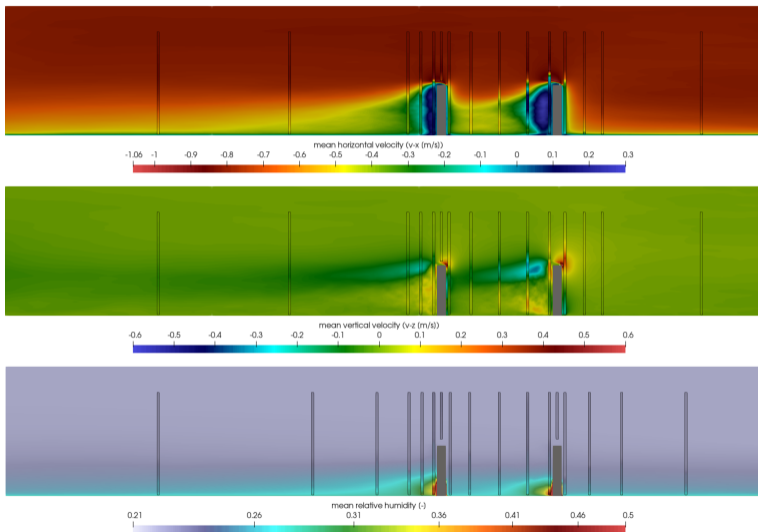 mean horizontal velocity (v-x (m/s))
-1.06 -1 -0.9 -0.8 -0.7 -0.6 -0.5 -0.4 -0.3 -0.2 -0.1 0 0.1 0.2 0.3
mean vertical velocity (v-z (m/s))
-0.6 -0.5 -0.4 -0.3 -0.2 -0.1 0 0.1 0.2 0.3 0.4 0.5 0.6
mean relative humidity (-)
0.21 0.26 0.31 0.36 0.41 0.46 0.5